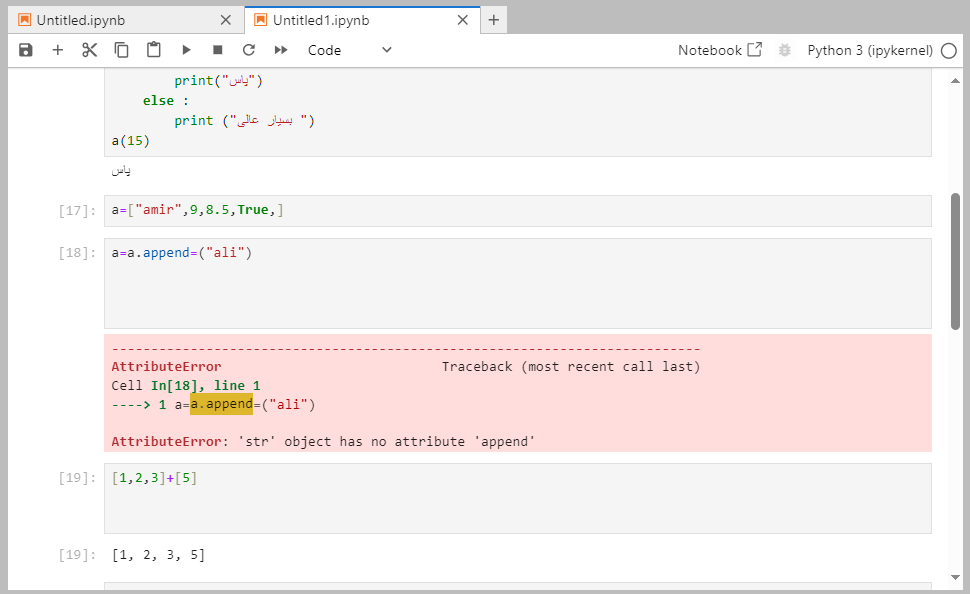 Untitled.ipynb
Untitled1.ipynb
Code
Notebook
Python 3 (ipykernel)
print("پاس")
else :
print ("بسیار عالی ")
a(15)
پاس
[17]: a=["amir",9,8.5,True,]
[18]: a=a.append=("ali")
---------------------------------------------------------------------------
AttributeError Traceback (most recent call last)
Cell In[18], line 1
----> 1 a=a.append=("ali")
AttributeError: 'str' object has no attribute 'append'
[19]: [1,2,3]+[5]
[19]: [1, 2, 3, 5]